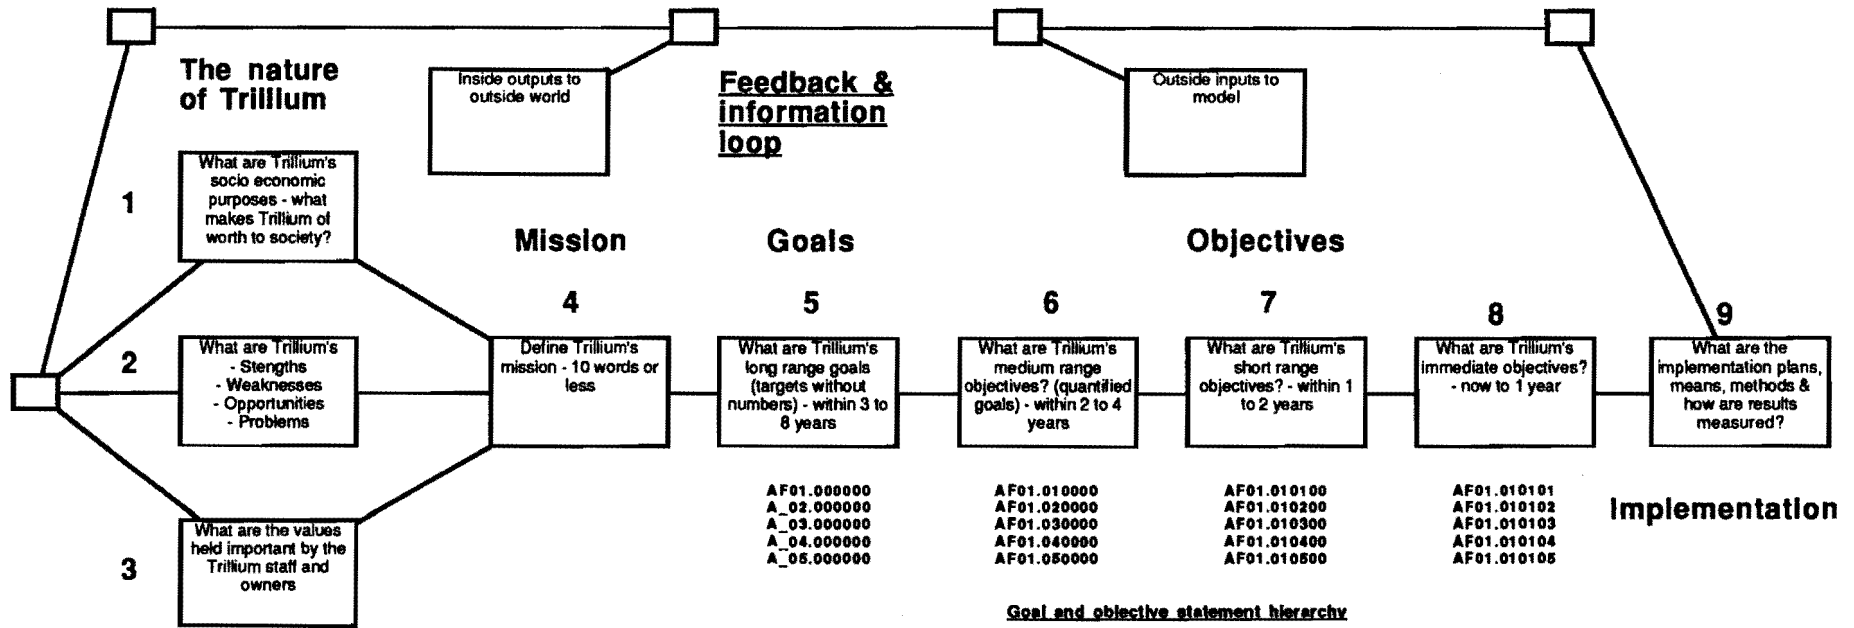 The nature
of Trillium
Inside outputs to
outside world
Feedback &
information
loop
Outside inputs to
model
1
What are Trillium's
socio economic
purposes - what
makes Trillium of
worth to society?
Mission
Goals
Objectives
2
What are Trillium's
- Stengths
- Weaknesses
- Opportunities
- Problems
3
What are the values
held important by the
Trillium staff and
owners
4
Define Trillium's
mission - 10 words or
less
5
What are Trillium's
long range goals
(targets without
numbers) - within 3 to
8 years
6
What are Trillium's
medium range
objectives? (quantified
goals) - within 2 to 4
years
7
What are Trillium's
short range
objectives? - within 1
to 2 years
8
What are Trillium's
immediate objectives?
- now to 1 year
9
What are the
implementation plans,
means, methods &
how are results
measured?
AF01.000000
A_02.000000
A_03.000000
A_04.000000
A_05.000000
AF01.010000
AF01.020000
AF01.030000
AF01.040000
AF01.050000
AF01.010100
AF01.010200
AF01.010300
AF01.010400
AF01.010500
AF01.010101
AF01.010102
AF01.010103
AF01.010104
AF01.010105
Implementation
Goal and objective statement hierarchy